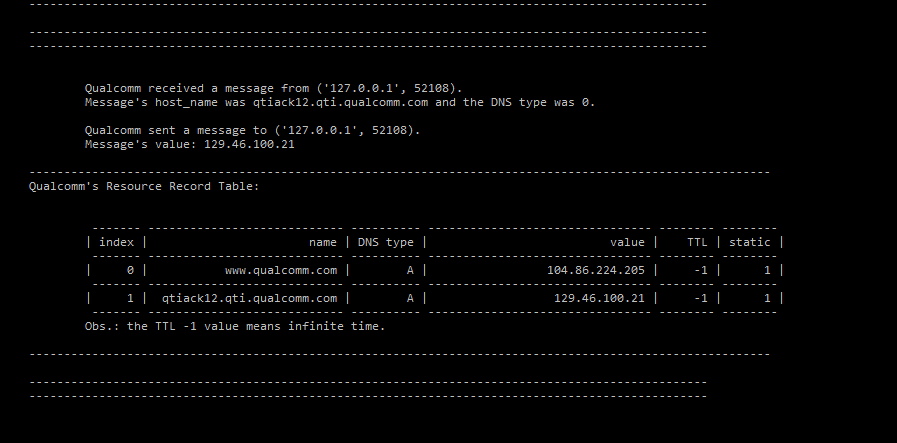 -------------------------------------------------------------------------------------------------
-------------------------------------------------------------------------------------------------
-------------------------------------------------------------------------------------------------
Qualcomm received a message from ('127.0.0.1', 52108).
Message's host_name was qtiack12.qti.qualcomm.com and the DNS type was 0.
Qualcomm sent a message to ('127.0.0.1', 52108).
Message's value: 129.46.100.21
----------------------------------------------------------------------------------------------------------
Qualcomm's Resource Record Table:
------- ---------------------------- ---------- -------------------------------- -------- --------
| index | name | DNS type | value | TTL | static |
------- ---------------------------- ---------- -------------------------------- -------- --------
| 0 | www.qualcomm.com | A | 104.86.224.205 | -1 | 1 |
------- ---------------------------- ---------- -------------------------------- -------- --------
| 1 | qtiack12.qti.qualcomm.com | A | 129.46.100.21 | -1 | 1 |
------- ---------------------------- ---------- -------------------------------- -------- --------
Obs.: the TTL -1 value means infinite time.
----------------------------------------------------------------------------------------------------------
-------------------------------------------------------------------------------------------------
-------------------------------------------------------------------------------------------------